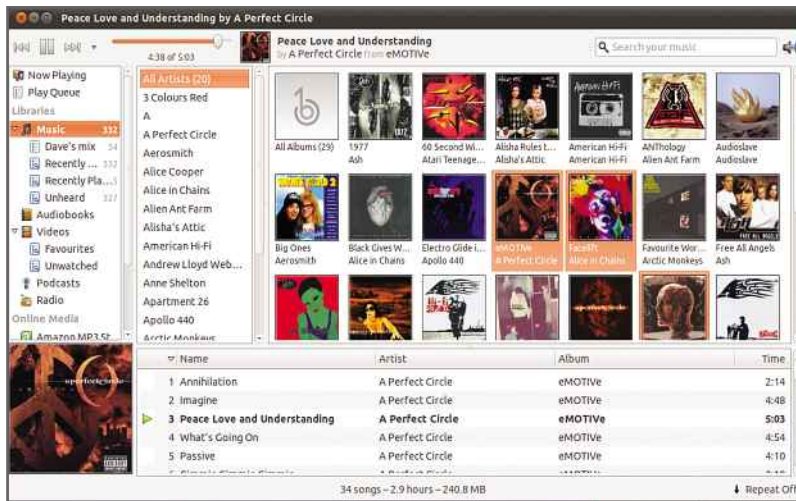 Peace Love and Understanding by A Perfect Circle
4:38 of 5:03
Peace Love and Understanding
by A Perfect Circle from eMOTIVe
Search your music
Now Playing
Play Queue
Libraries
Music 332
Dave's mix 54
Recently ... 332
Recently Pla...5
Unheard 327
Audiobooks
Videos
Favourites
Unwatched
Podcasts
Radio
Online Media
Amazon MP3 St
All Artists (20)
3 Colours Red
A
A Perfect Circle
Aerosmith
Alice Cooper
Alice in Chains
Alien Ant Farm
Alisha's Attic
American Hi-Fi
Andrew Lloyd Web...
Anne Shelton
Apartment 26
Apollo 440
Arctic Monkeys
All Albums (29)
1977
Ash
60 Second Wi...
Atari Teenage...
Alisha Rules t...
Alisha's Attic
American Hi-Fi
American Hi-Fi
ANThology
Alien Ant Farm
Audioslave
Audioslave
Big Ones
Aerosmith
Black Gives W...
Alice in Chains
Electro Glide i...
Apollo 440
eMOTIVe
A Perfect Circle
Facelift
Alice in Chains
Favourite Wor...
Arctic Monkeys
Free All Angels
Ash
Name Artist Album Time
1 Annihilation A Perfect Circle eMOTIVe 2:14
2 Imagine A Perfect Circle eMOTIVe 4:48
3 Peace Love and Understanding A Perfect Circle eMOTIVe 5:03
4 What's Going On A Perfect Circle eMOTIVe 4:54
5 Passive A Perfect Circle eMOTIVe 4:10
34 songs – 2.9 hours – 240.8 MB
Repeat Off